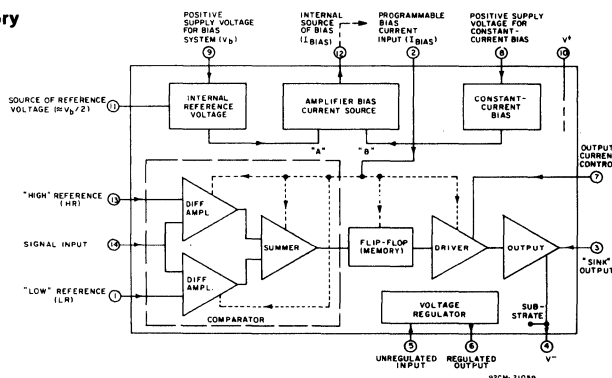 ory
POSITIVE
SUPPLY VOLTAGE
FOR BIAS
SYSTEM (Vb)
9
INTERNAL
SOURCE
OF BIAS
(IBIAS)
12
PROGRAMMABLE
BIAS
CURRENT
INPUT (IBIAS)
2
POSITIVE SUPPLY
VOLTAGE FOR
CONSTANT-
CURRENT BIAS
8
V+
10
SOURCE OF REFERENCE
VOLTAGE (≈Vb/2)
11
INTERNAL
REFERENCE
VOLTAGE
AMPLIFIER BIAS
CURRENT SOURCE
CONSTANT-
CURRENT
BIAS
"A"
"B"
OUTPUT
CURRENT
CONTROL
7
"HIGH" REFERENCE
(HR)
13
DIFF
AMPL.
SIGNAL INPUT
14
SUMMER
FLIP-FLOP
(MEMORY)
DRIVER
OUTPUT
3
"SINK"
OUTPUT
"LOW" REFERENCE
(LR)
1
DIFF
AMPL.
COMPARATOR
VOLTAGE
REGULATOR
SUB-
STRATE
5
UNREGULATED
INPUT
6
REGULATED
OUTPUT
4
V-
92CM-31059